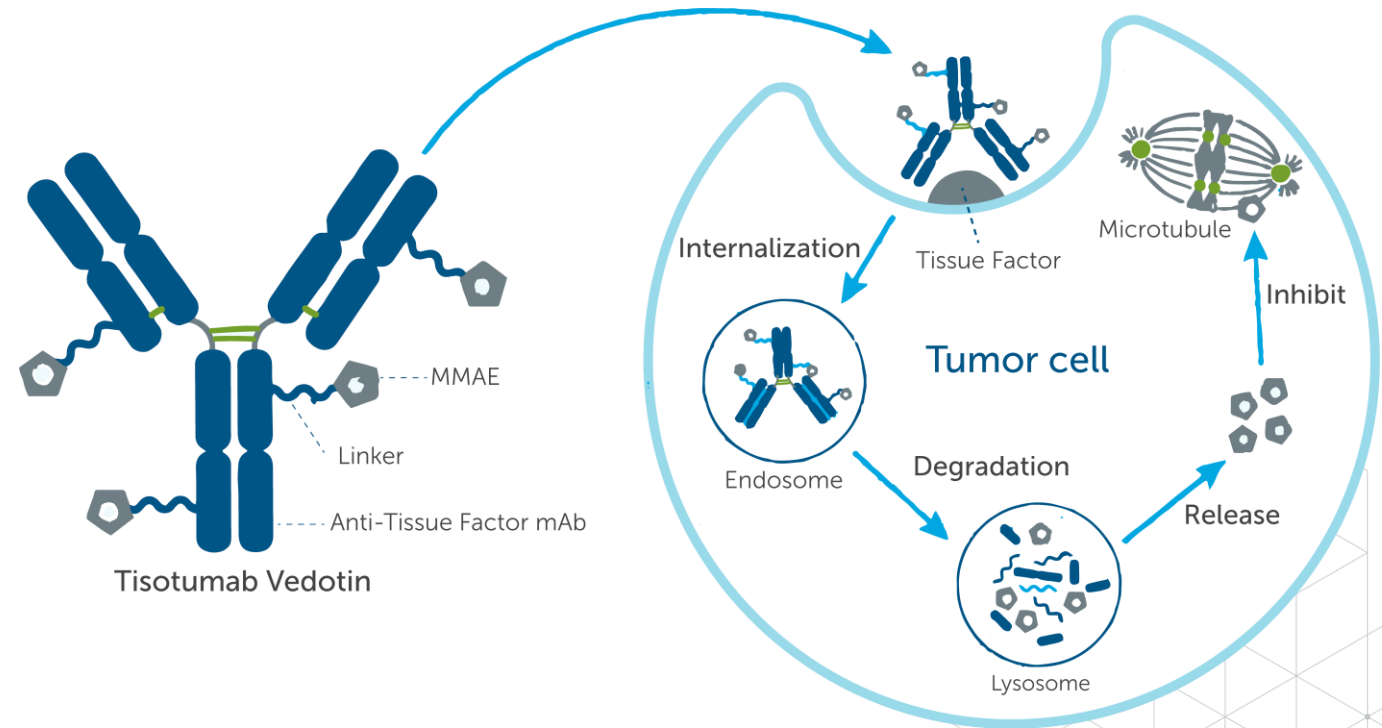 MMAE
Linker
Anti-Tissue Factor mAb
Tisotumab Vedotin
Tissue Factor
Internalization
Endosome
Tumor cell
Degradation
Lysosome
Release
Inhibit
Microtubule